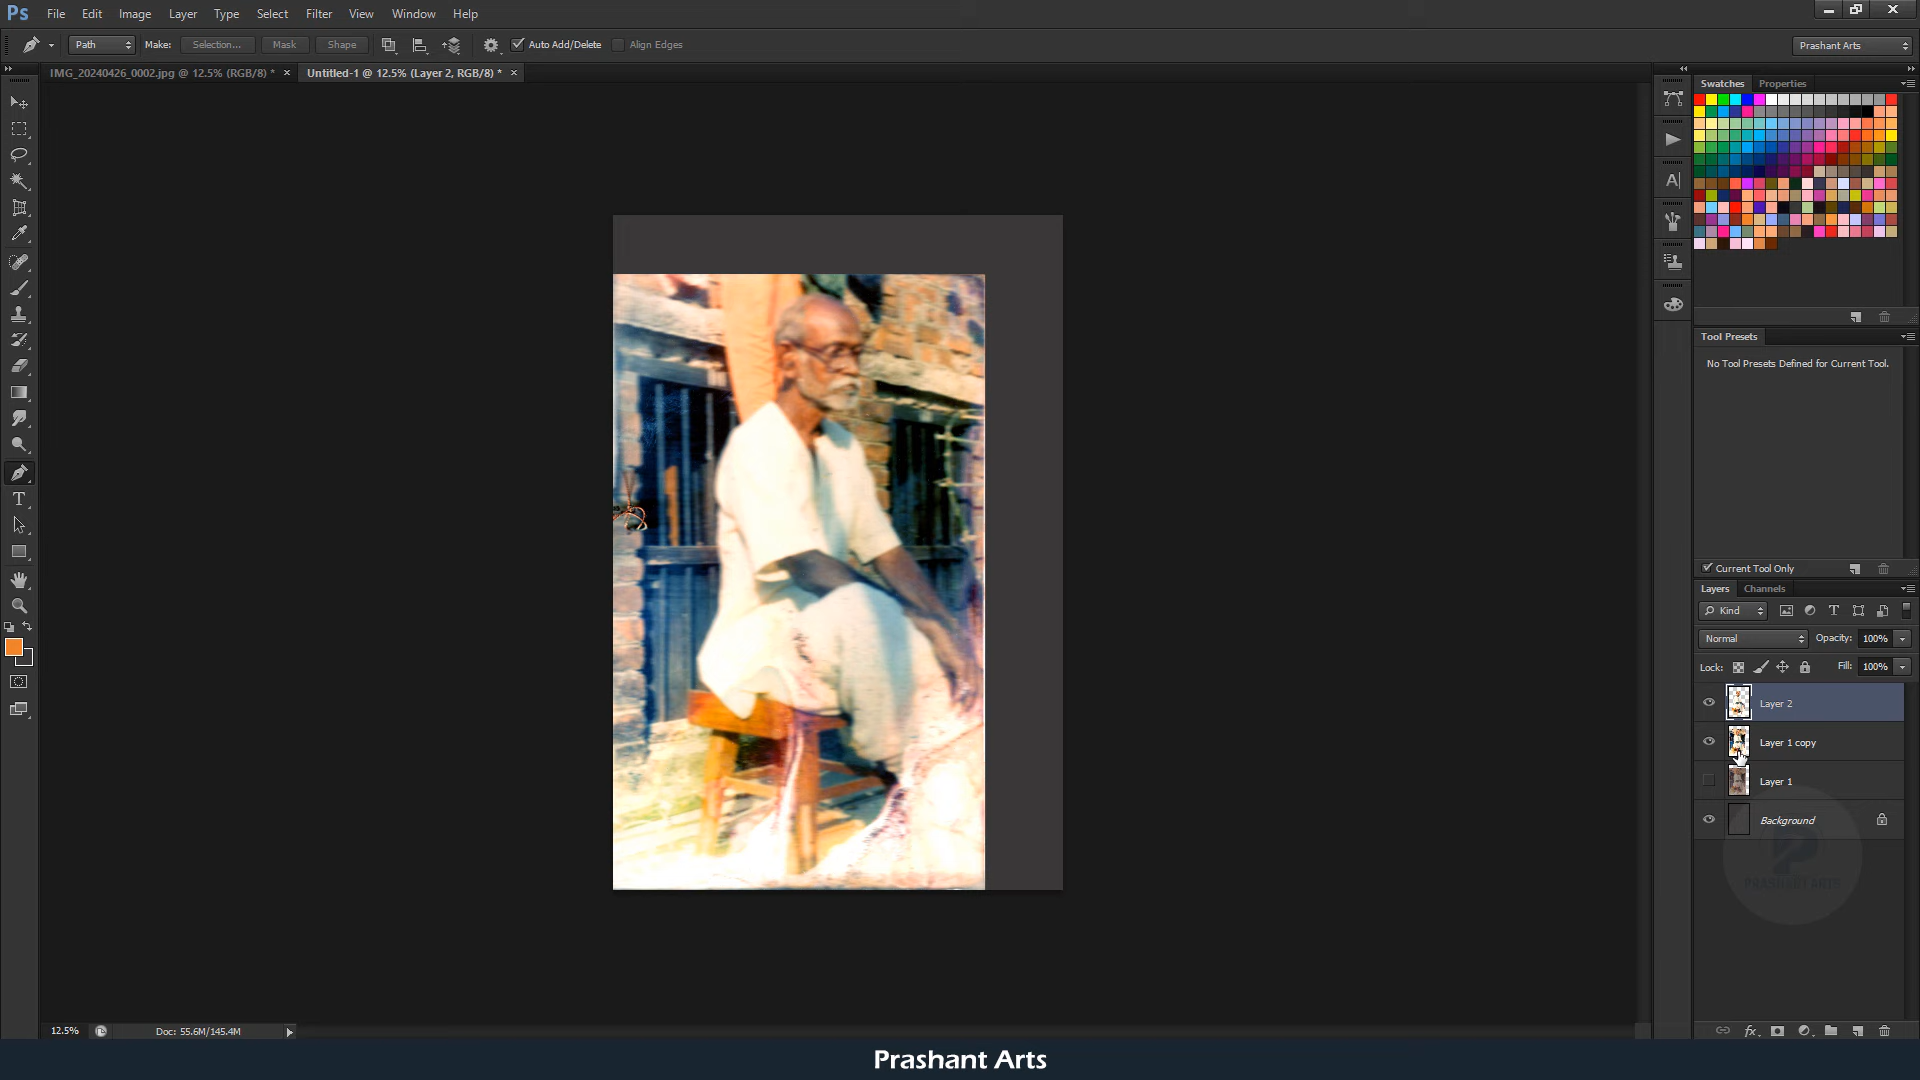 Ps File Edit Image Layer Type Select Filter 3D View Window Help
Path Make: Selection... Mask Shape Auto Add/Delete Align Edges Prashant Arts
IMG_20240426_0002.jpg @ 12.5% (RGB/8) * Untitled-1 @ 12.5% (Layer 2, RGB/8) *
Swatches Properties
Tool Presets
No Tool Presets Defined for Current Tool.
Current Tool Only
Layers Channels
Kind
Normal Opacity: 100%
Lock: Fill: 100%
Layer 2
Layer 1 copy
Layer 1
Background
PRASHANT ARTS
12.5% Doc: 55.6M/145.4M
Prashant Arts